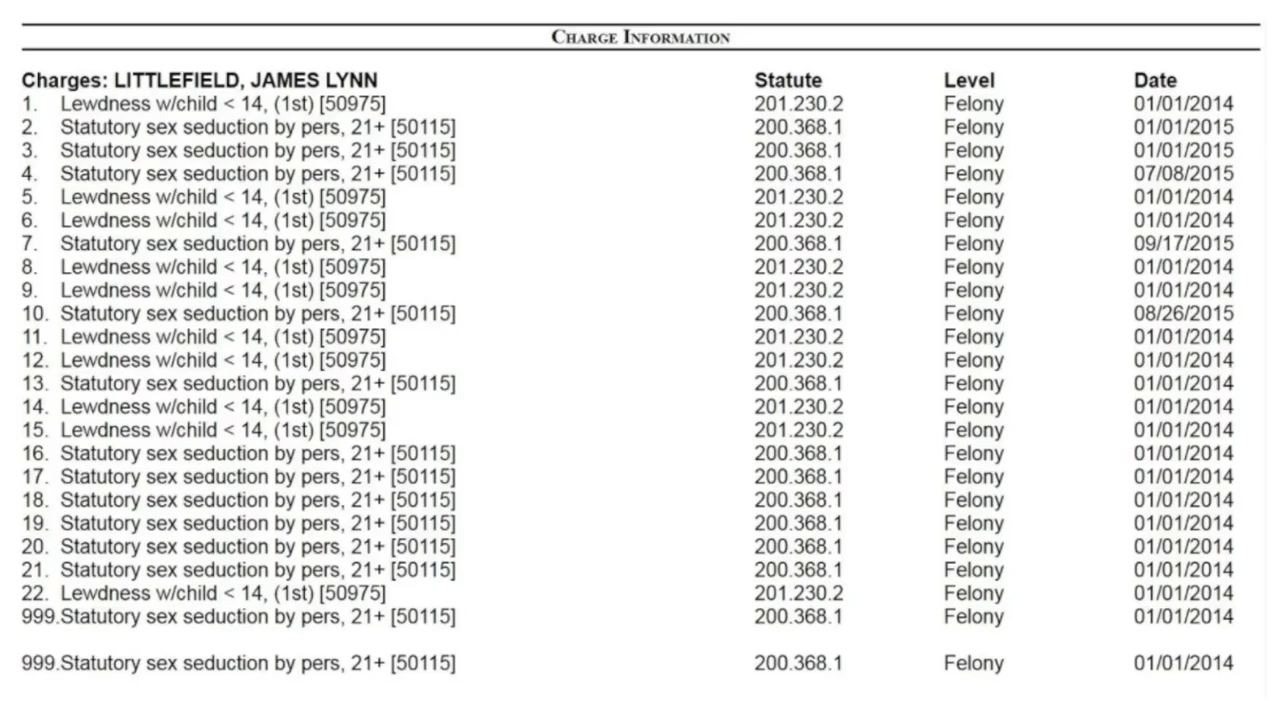 CHARGE INFORMATION
Charges: LITTLEFIELD, JAMES LYNN Statute Level Date
1. Lewdness w/child < 14, (1st) [50975] 201.230.2 Felony 01/01/2014
2. Statutory sex seduction by pers, 21+ [50115] 200.368.1 Felony 01/01/2015
3. Statutory sex seduction by pers, 21+ [50115] 200.368.1 Felony 01/01/2015
4. Statutory sex seduction by pers, 21+ [50115] 200.368.1 Felony 07/08/2015
5. Lewdness w/child < 14, (1st) [50975] 201.230.2 Felony 01/01/2014
6. Lewdness w/child < 14, (1st) [50975] 201.230.2 Felony 01/01/2014
7. Statutory sex seduction by pers, 21+ [50115] 200.368.1 Felony 09/17/2015
8. Lewdness w/child < 14, (1st) [50975] 201.230.2 Felony 01/01/2014
9. Lewdness w/child < 14, (1st) [50975] 201.230.2 Felony 01/01/2014
10. Statutory sex seduction by pers, 21+ [50115] 200.368.1 Felony 08/26/2015
11. Lewdness w/child < 14, (1st) [50975] 201.230.2 Felony 01/01/2014
12. Lewdness w/child < 14, (1st) [50975] 201.230.2 Felony 01/01/2014
13. Statutory sex seduction by pers, 21+ [50115] 200.368.1 Felony 01/01/2014
14. Lewdness w/child < 14, (1st) [50975] 201.230.2 Felony 01/01/2014
15. Lewdness w/child < 14, (1st) [50975] 201.230.2 Felony 01/01/2014
16. Statutory sex seduction by pers, 21+ [50115] 200.368.1 Felony 01/01/2014
17. Statutory sex seduction by pers, 21+ [50115] 200.368.1 Felony 01/01/2014
18. Statutory sex seduction by pers, 21+ [50115] 200.368.1 Felony 01/01/2014
19. Statutory sex seduction by pers, 21+ [50115] 200.368.1 Felony 01/01/2014
20. Statutory sex seduction by pers, 21+ [50115] 200.368.1 Felony 01/01/2014
21. Statutory sex seduction by pers, 21+ [50115] 200.368.1 Felony 01/01/2014
22. Lewdness w/child < 14, (1st) [50975] 201.230.2 Felony 01/01/2014
999.Statutory sex seduction by pers, 21+ [50115] 200.368.1 Felony 01/01/2014
999.Statutory sex seduction by pers, 21+ [50115] 200.368.1 Felony 01/01/2014